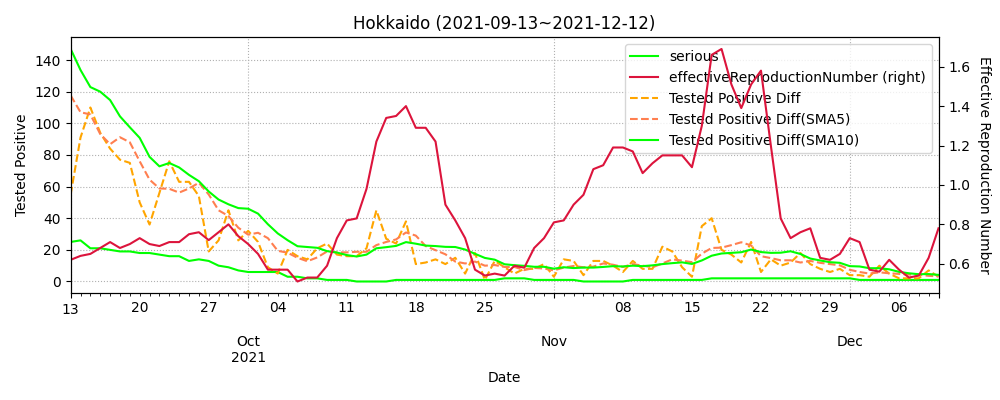 Hokkaido (2021-09-13~2021-12-12)
serious
effectiveReproductionNumber (right)
Tested Positive Diff
Tested Positive Diff(SMA5)
Tested Positive Diff(SMA10)
Tested Positive
140
120
100
80
60
40
20
0
1.6
1.4
1.2
1.0
0.8
0.6
Effective Reproduction Number
13 20 27 04 11 18 25 08 15 22 29 06
Oct Nov Dec
2021
Date